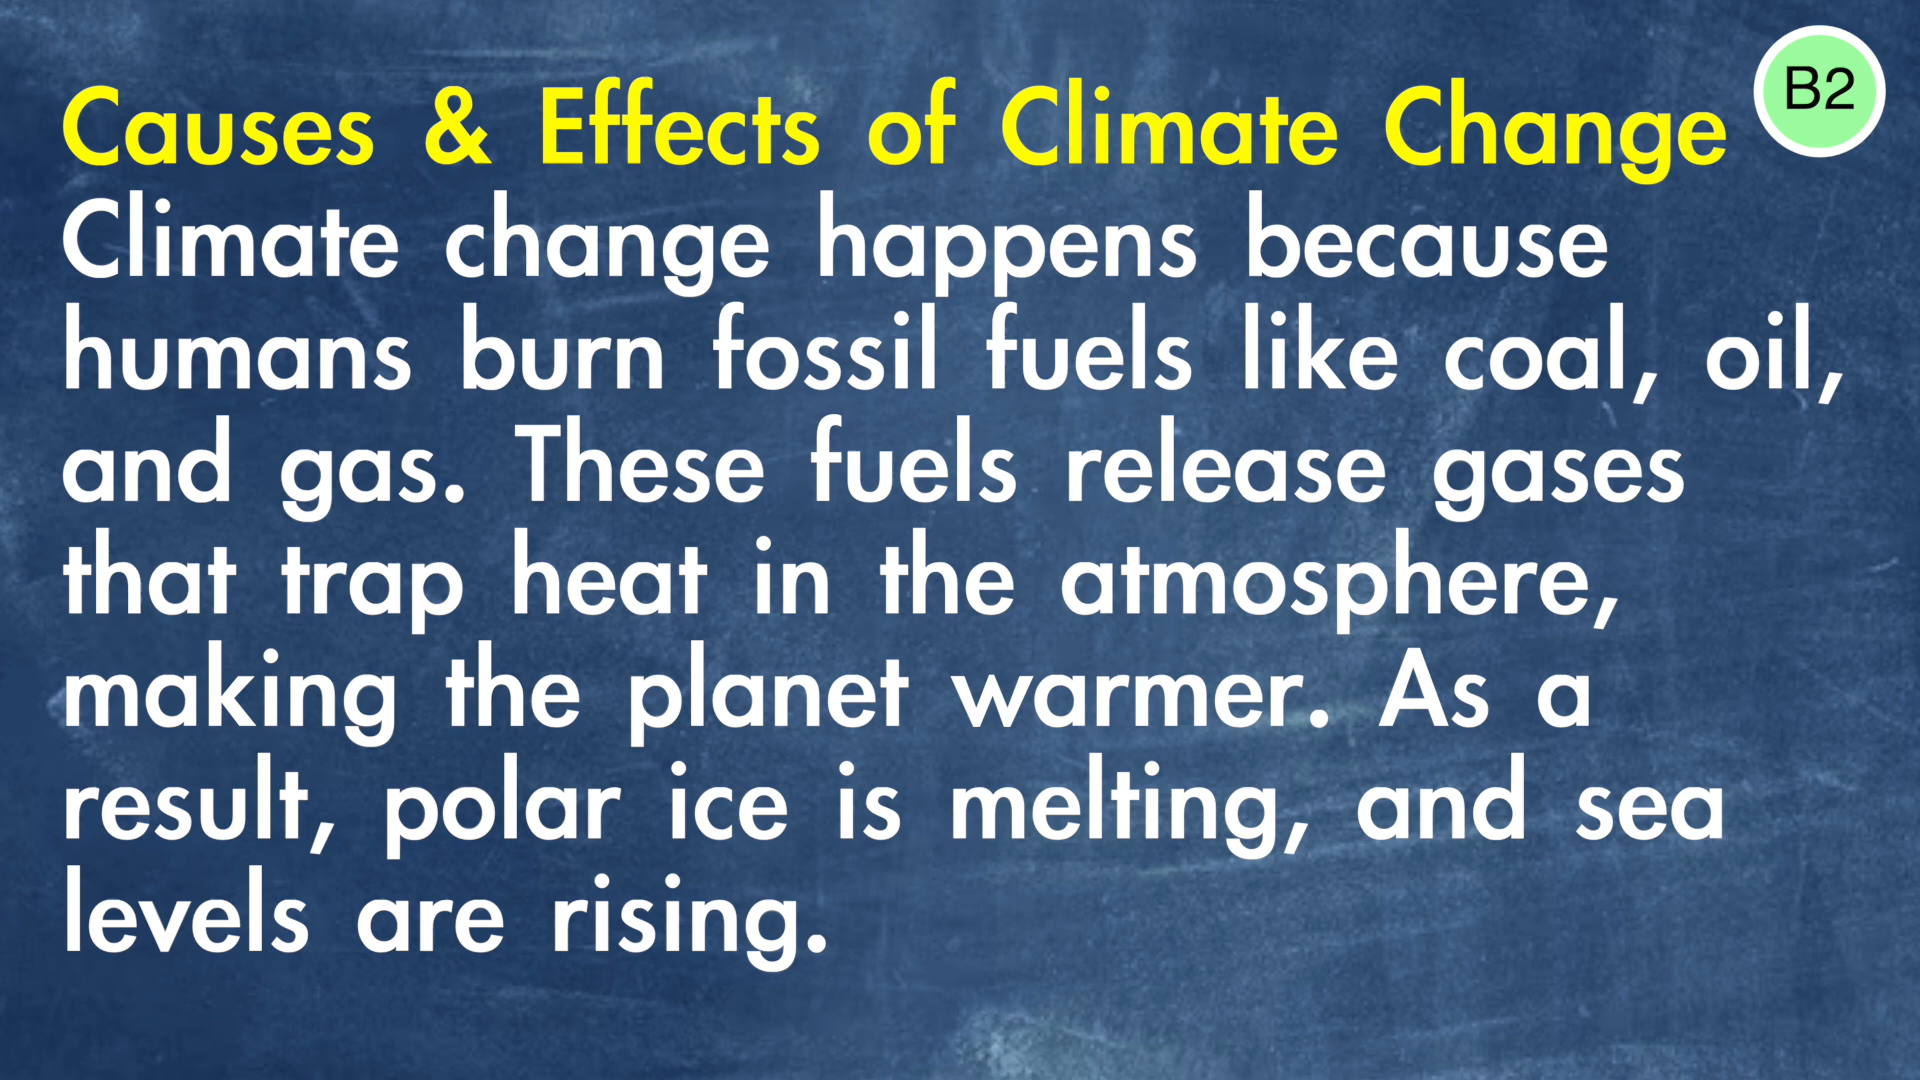 Causes & Effects of Climate Change
B2
Climate change happens because
humans burn fossil fuels like coal, oil,
and gas. These fuels release gases
that trap heat in the atmosphere,
making the planet warmer. As a
result, polar ice is melting, and sea
levels are rising.